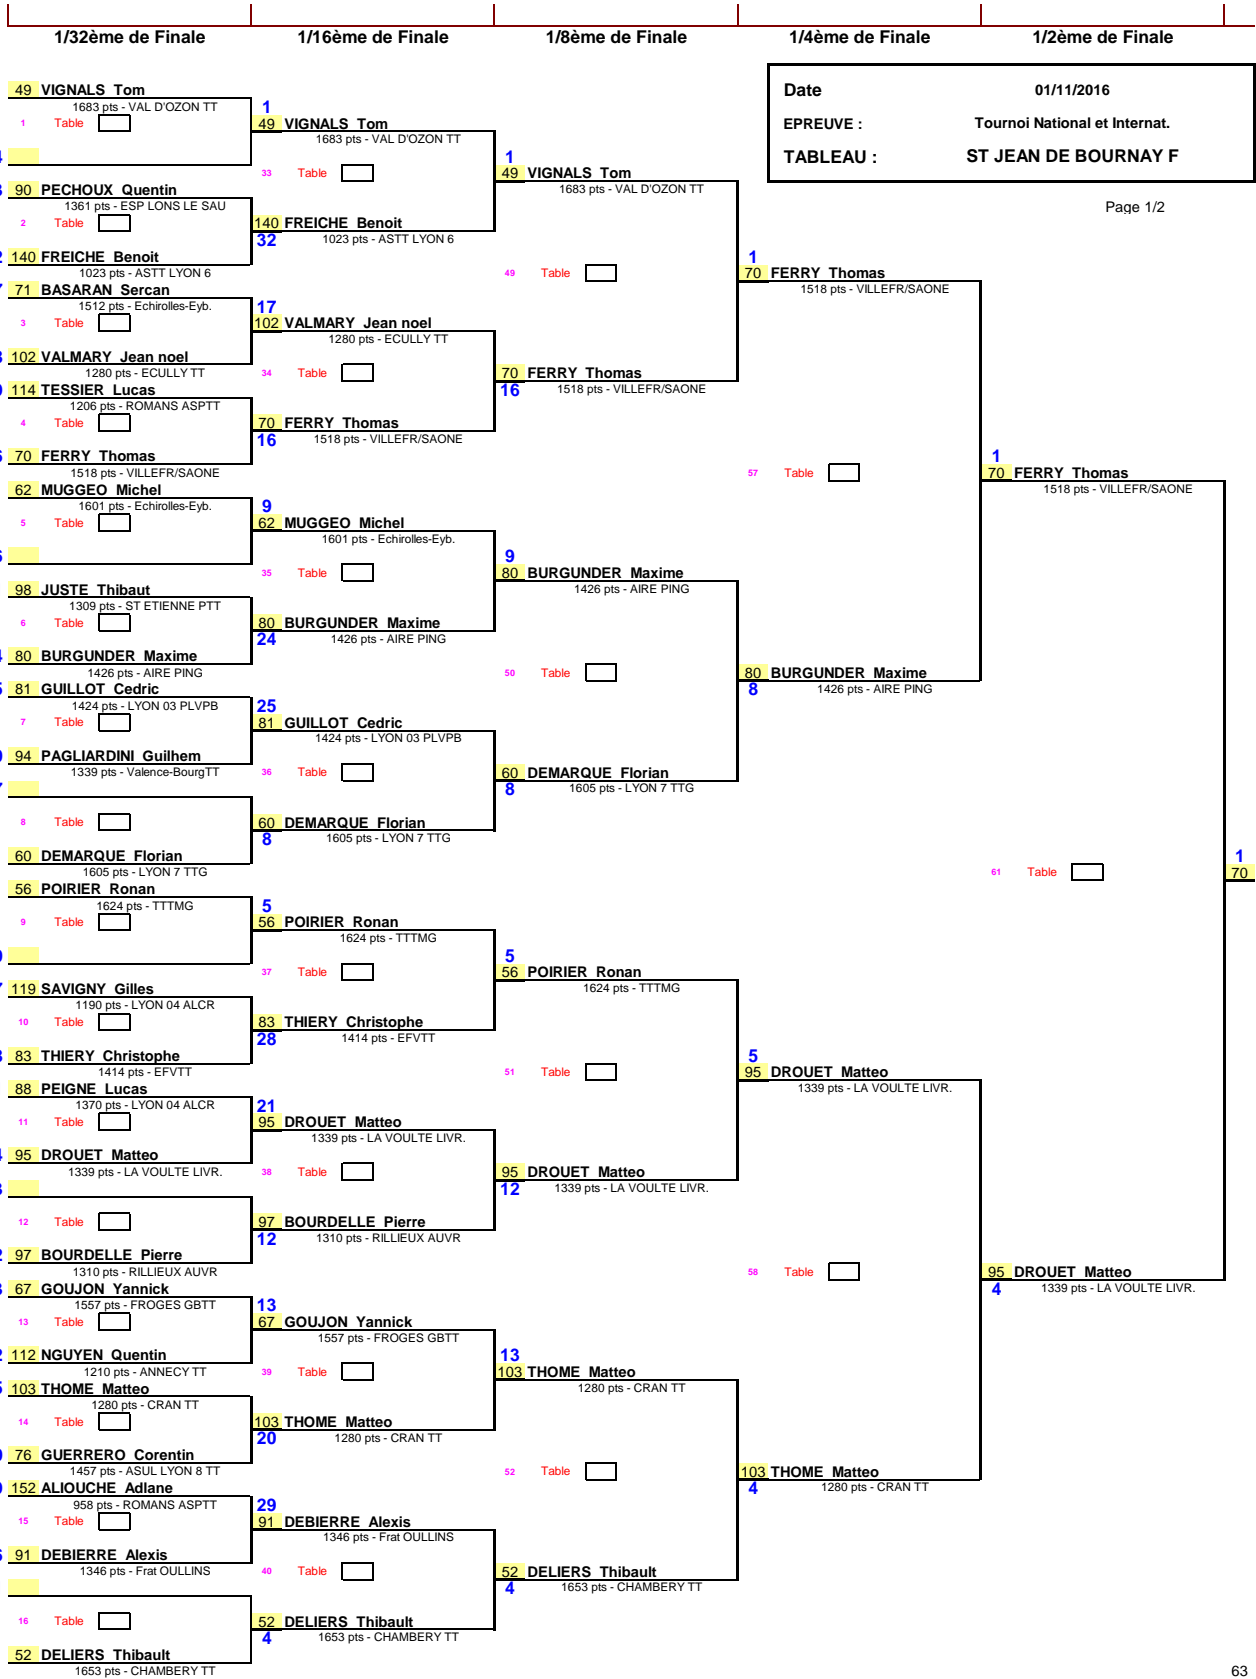 1/32ème de Finale
1/16ème de Finale
1/8ème de Finale
1/4ème de Finale
1/2ème de Finale
Date 01/11/2016
EPREUVE : Tournoi National et Internat.
TABLEAU : ST JEAN DE BOURNAY F
Page 1/2
49 VIGNALS Tom
1683 pts - VAL D'OZON TT
1 Table
90 PECHOUX Quentin
1361 pts - ESP LONS LE SAU
2 Table
140 FREICHE Benoit
1023 pts - ASTT LYON 6
71 BASARAN Sercan
1512 pts - Echirolles-Eyb.
3 Table
102 VALMARY Jean noel
1280 pts - ECULLY TT
114 TESSIER Lucas
1206 pts - ROMANS ASPTT
4 Table
70 FERRY Thomas
1518 pts - VILLEFR/SAONE
62 MUGGEO Michel
1601 pts - Echirolles-Eyb.
5 Table
98 JUSTE Thibaut
1309 pts - ST ETIENNE PTT
6 Table
80 BURGUNDER Maxime
1426 pts - AIRE PING
81 GUILLOT Cedric
1424 pts - LYON 03 PLVPB
7 Table
94 PAGLIARDINI Guilhem
1339 pts - Valence-BourgTT
8 Table
60 DEMARQUE Florian
1605 pts - LYON 7 TTG
56 POIRIER Ronan
1624 pts - TTTMG
9 Table
119 SAVIGNY Gilles
1190 pts - LYON 04 ALCR
10 Table
83 THIERY Christophe
1414 pts - EFVTT
88 PEIGNE Lucas
1370 pts - LYON 04 ALCR
11 Table
95 DROUET Matteo
1339 pts - LA VOULTE LIVR.
12 Table
97 BOURDELLE Pierre
1310 pts - RILLIEUX AUVR
67 GOUJON Yannick
1557 pts - FROGES GBTT
13 Table
112 NGUYEN Quentin
1210 pts - ANNECY TT
103 THOME Matteo
1280 pts - CRAN TT
14 Table
76 GUERRERO Corentin
1457 pts - ASUL LYON 8 TT
152 ALIOUCHE Adlane
958 pts - ROMANS ASPTT
15 Table
91 DEBIERRE Alexis
1346 pts - Frat OULLINS
16 Table
52 DELIERS Thibault
1653 pts - CHAMBERY TT
1
49 VIGNALS Tom
1683 pts - VAL D'OZON TT
33 Table
140 FREICHE Benoit
32 1023 pts - ASTT LYON 6
17
102 VALMARY Jean noel
1280 pts - ECULLY TT
34 Table
70 FERRY Thomas
16 1518 pts - VILLEFR/SAONE
9
62 MUGGEO Michel
1601 pts - Echirolles-Eyb.
35 Table
80 BURGUNDER Maxime
24 1426 pts - AIRE PING
25
81 GUILLOT Cedric
1424 pts - LYON 03 PLVPB
36 Table
60 DEMARQUE Florian
8 1605 pts - LYON 7 TTG
5
56 POIRIER Ronan
1624 pts - TTTMG
37 Table
83 THIERY Christophe
28 1414 pts - EFVTT
21
95 DROUET Matteo
1339 pts - LA VOULTE LIVR.
38 Table
97 BOURDELLE Pierre
12 1310 pts - RILLIEUX AUVR
13
67 GOUJON Yannick
1557 pts - FROGES GBTT
39 Table
103 THOME Matteo
20 1280 pts - CRAN TT
29
91 DEBIERRE Alexis
1346 pts - Frat OULLINS
40 Table
52 DELIERS Thibault
4 1653 pts - CHAMBERY TT
1
49 VIGNALS Tom
1683 pts - VAL D'OZON TT
49 Table
70 FERRY Thomas
16 1518 pts - VILLEFR/SAONE
9
80 BURGUNDER Maxime
1426 pts - AIRE PING
50 Table
60 DEMARQUE Florian
8 1605 pts - LYON 7 TTG
5
56 POIRIER Ronan
1624 pts - TTTMG
51 Table
95 DROUET Matteo
12 1339 pts - LA VOULTE LIVR.
13
103 THOME Matteo
1280 pts - CRAN TT
52 Table
52 DELIERS Thibault
4 1653 pts - CHAMBERY TT
1
70 FERRY Thomas
1518 pts - VILLEFR/SAONE
57 Table
80 BURGUNDER Maxime
8 1426 pts - AIRE PING
5
95 DROUET Matteo
1339 pts - LA VOULTE LIVR.
58 Table
103 THOME Matteo
4 1280 pts - CRAN TT
1
70 FERRY Thomas
1518 pts - VILLEFR/SAONE
61 Table
95 DROUET Matteo
4 1339 pts - LA VOULTE LIVR.
1
70
63